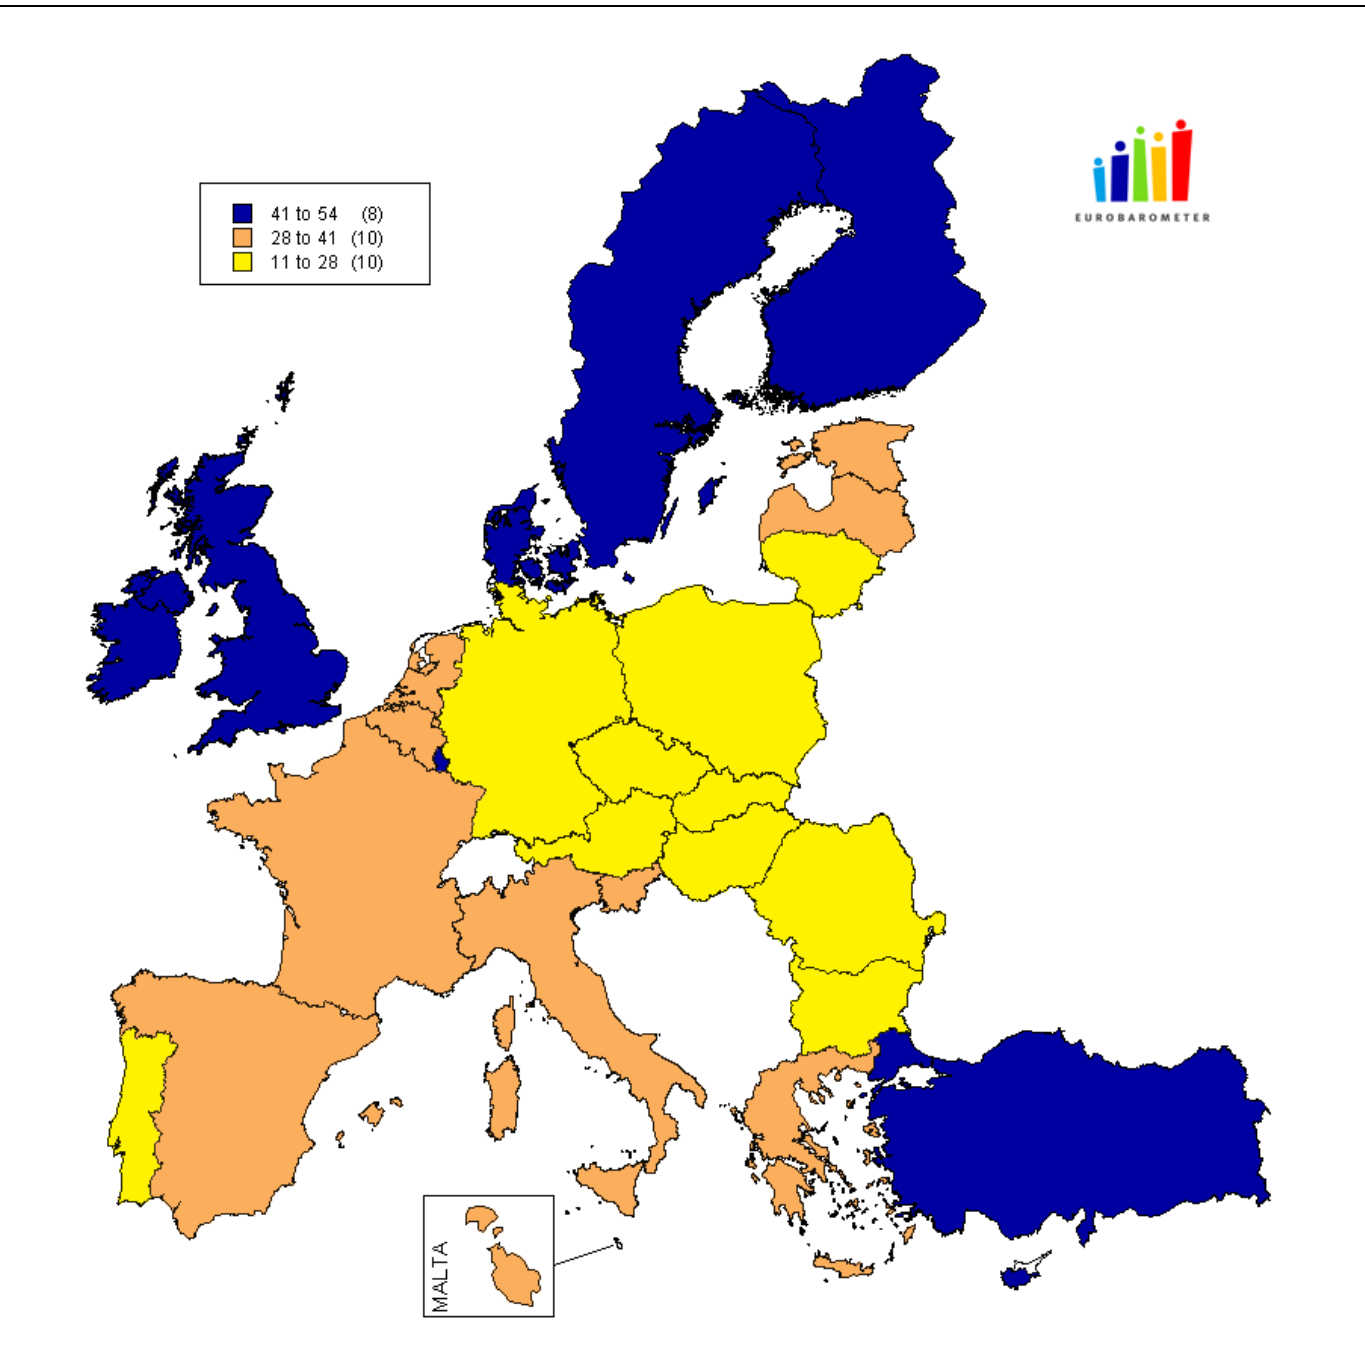 41 to 54 (8)
28 to 41 (10)
11 to 28 (10)
EUROBAROMETER
MALTA